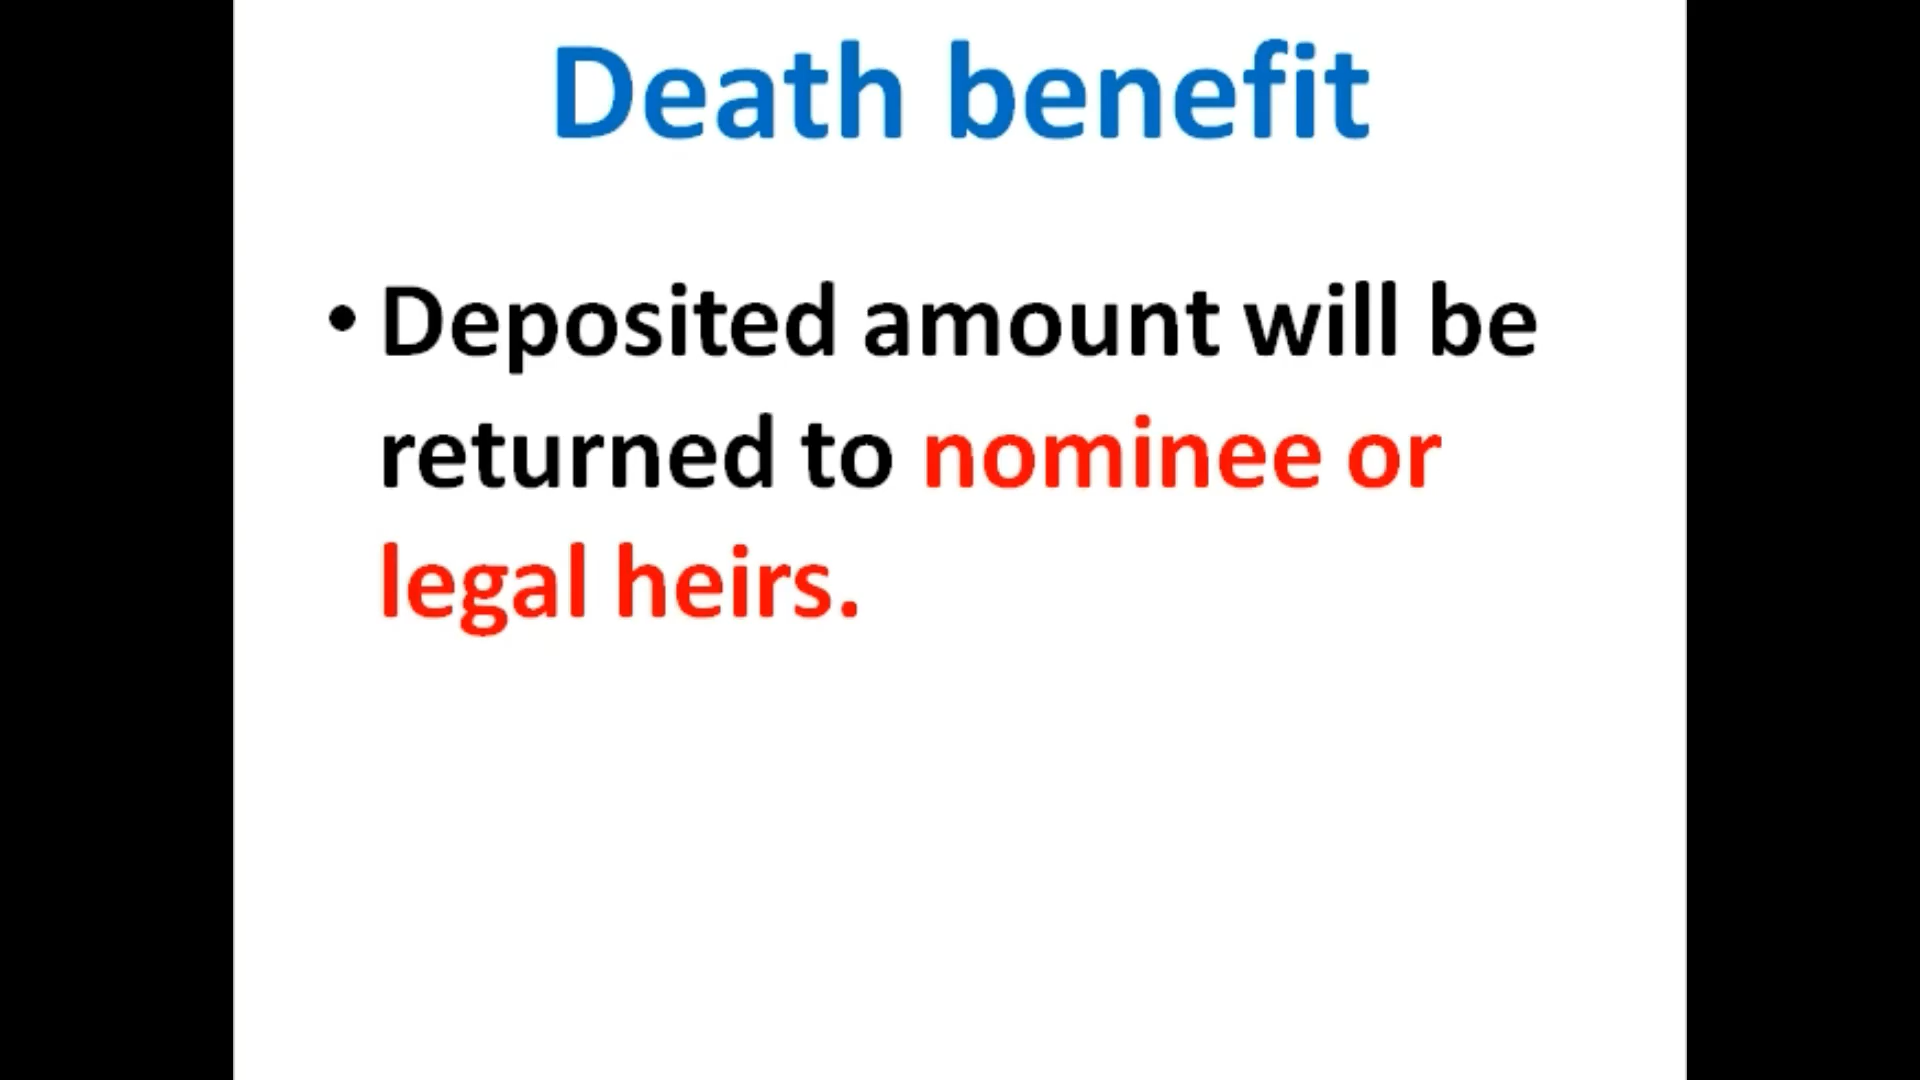 Death benefit
• Deposited amount will be
returned to nominee or
legal heirs.